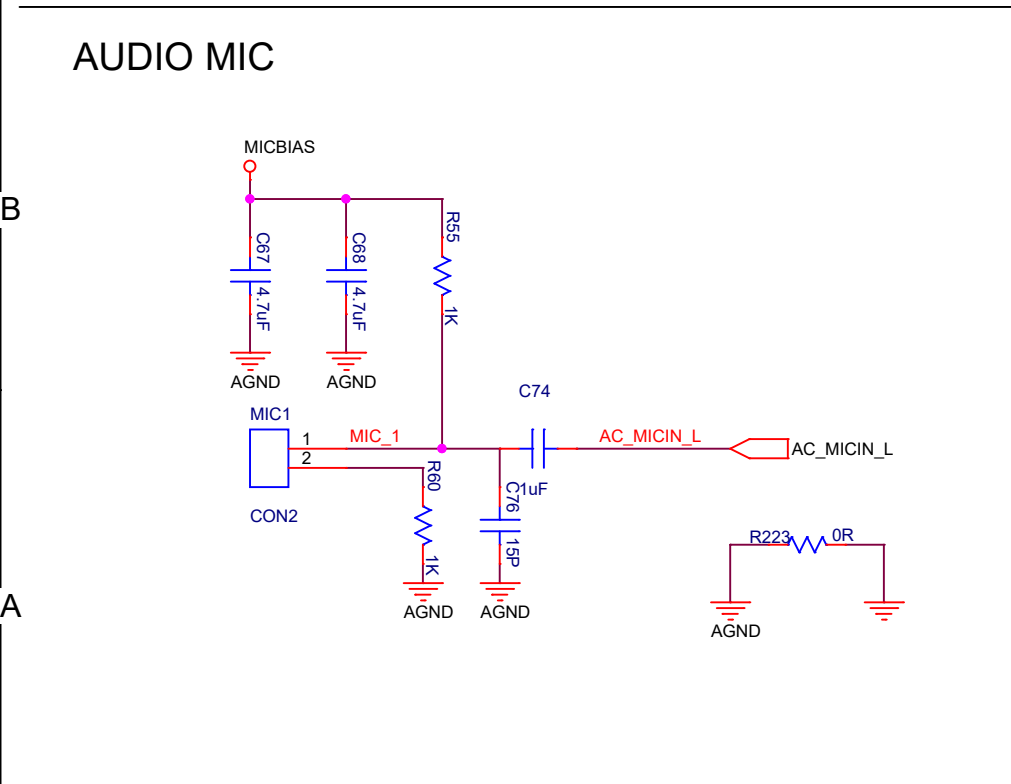 AUDIO MIC
MICBIAS
B
R55
C67
C68
4.7uF
4.7uF
1K
AGND
AGND
C74
MIC1
1
MIC_1
AC_MICIN_L
AC_MICIN_L
2
R60
C76
1uF
CON2
R223
0R
1K
15P
A
AGND
AGND
AGND